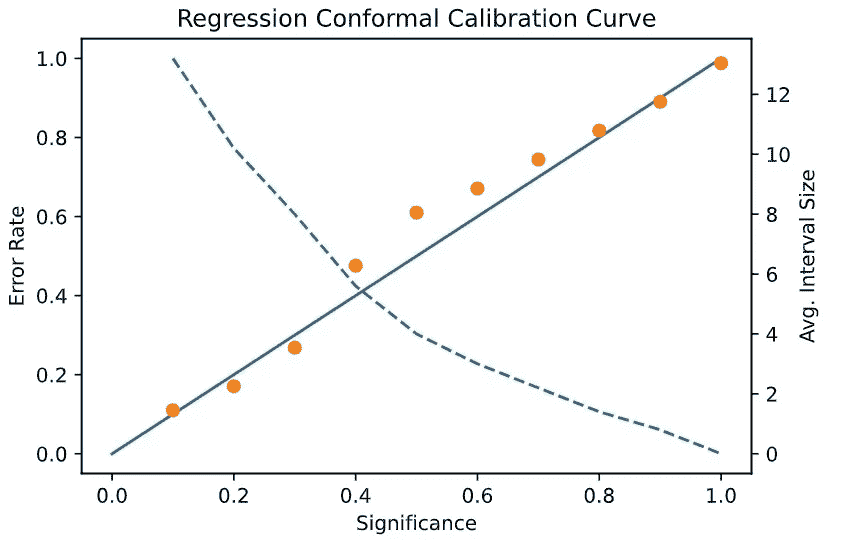 Regression Conformal Calibration Curve
Error Rate
1.0
0.8
0.6
0.4
0.2
0.0
12
10
8
6
4
2
0
Avg. Interval Size
0.0 0.2 0.4 0.6 0.8 1.0
Significance